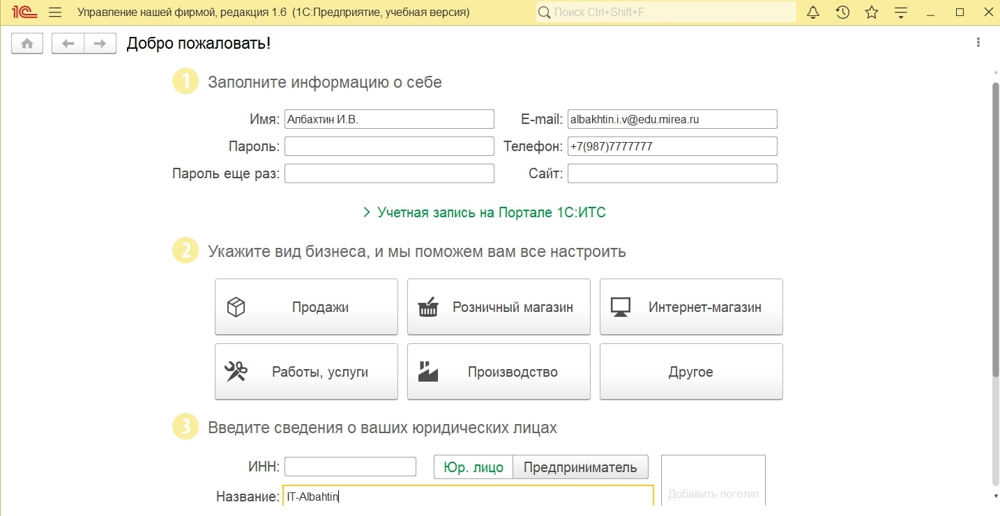 1С Управление нашей фирмой, редакция 1.6 (1С:Предприятие, учебная версия) Поиск Ctrl+Shift+F
Добро пожаловать!
1 Заполните информацию о себе
Имя: Албахтин И.В. E-mail: albakhtin.i.v@edu.mirea.ru
Пароль: Телефон: +7(987)7777777
Пароль еще раз: Сайт:
Учетная запись на Портале 1С:ИТС
2 Укажите вид бизнеса, и мы поможем вам все настроить
Продажи Розничный магазин Интернет-магазин
Работы, услуги Производство Другое
3 Введите сведения о ваших юридических лицах
ИНН: Юр. лицо Предприниматель
Название: IT-Albahtin Добавить логотип